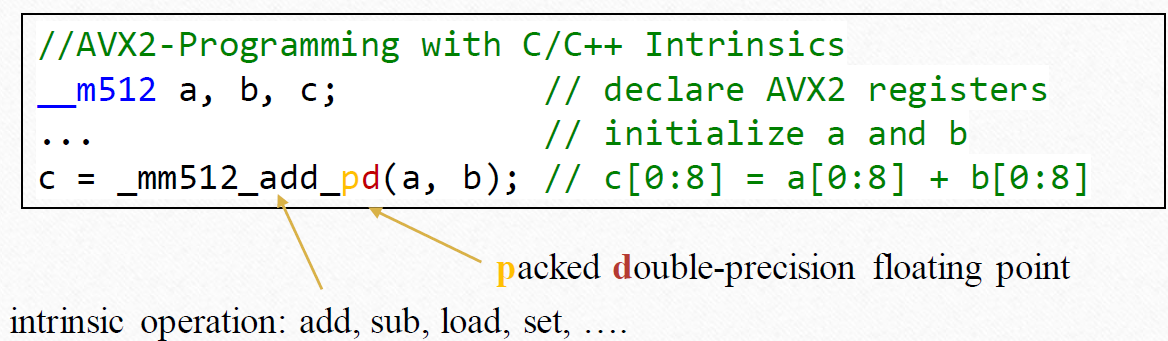 //AVX2-Programming with C/C++ Intrinsics
__m512 a, b, c; // declare AVX2 registers
... // initialize a and b
c = _mm512_add_pd(a, b); // c[0:8] = a[0:8] + b[0:8]
packed double-precision floating point
intrinsic operation: add, sub, load, set, ….